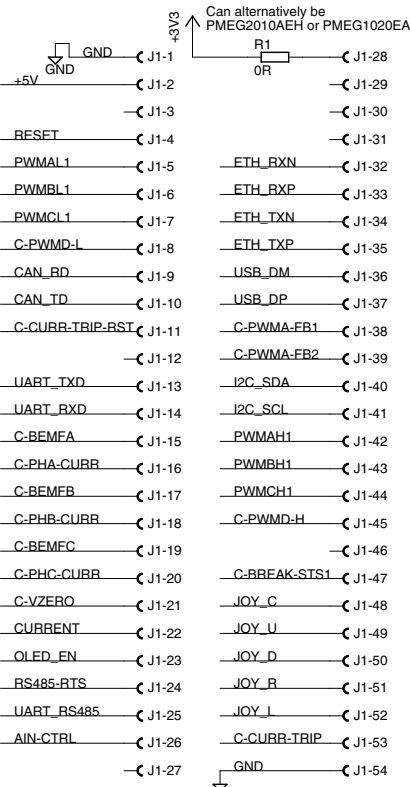 Can alternatively be
PMEG2010AEH or PMEG1020EA
+3V3
R1
0R
GND J1-1
GND
+5V J1-2
J1-3
RESET J1-4
PWMAL1 J1-5
PWMBL1 J1-6
PWMCL1 J1-7
C-PWMD-L J1-8
CAN_RD J1-9
CAN_TD J1-10
C-CURR-TRIP-RST J1-11
J1-12
UART_TXD J1-13
UART_RXD J1-14
C-BEMFA J1-15
C-PHA-CURR J1-16
C-BEMFB J1-17
C-PHB-CURR J1-18
C-BEMFC J1-19
C-PHC-CURR J1-20
C-VZERO J1-21
CURRENT J1-22
OLED_EN J1-23
RS485-RTS J1-24
UART_RS485 J1-25
AIN-CTRL J1-26
J1-27
J1-28
J1-29
J1-30
J1-31
ETH_RXN J1-32
ETH_RXP J1-33
ETH_TXN J1-34
ETH_TXP J1-35
USB_DM J1-36
USB_DP J1-37
C-PWMA-FB1 J1-38
C-PWMA-FB2 J1-39
I2C_SDA J1-40
I2C_SCL J1-41
PWMAH1 J1-42
PWMBH1 J1-43
PWMCH1 J1-44
C-PWMD-H J1-45
J1-46
C-BREAK-STS1 J1-47
JOY_C J1-48
JOY_U J1-49
JOY_D J1-50
JOY_R J1-51
JOY_L J1-52
C-CURR-TRIP J1-53
GND J1-54